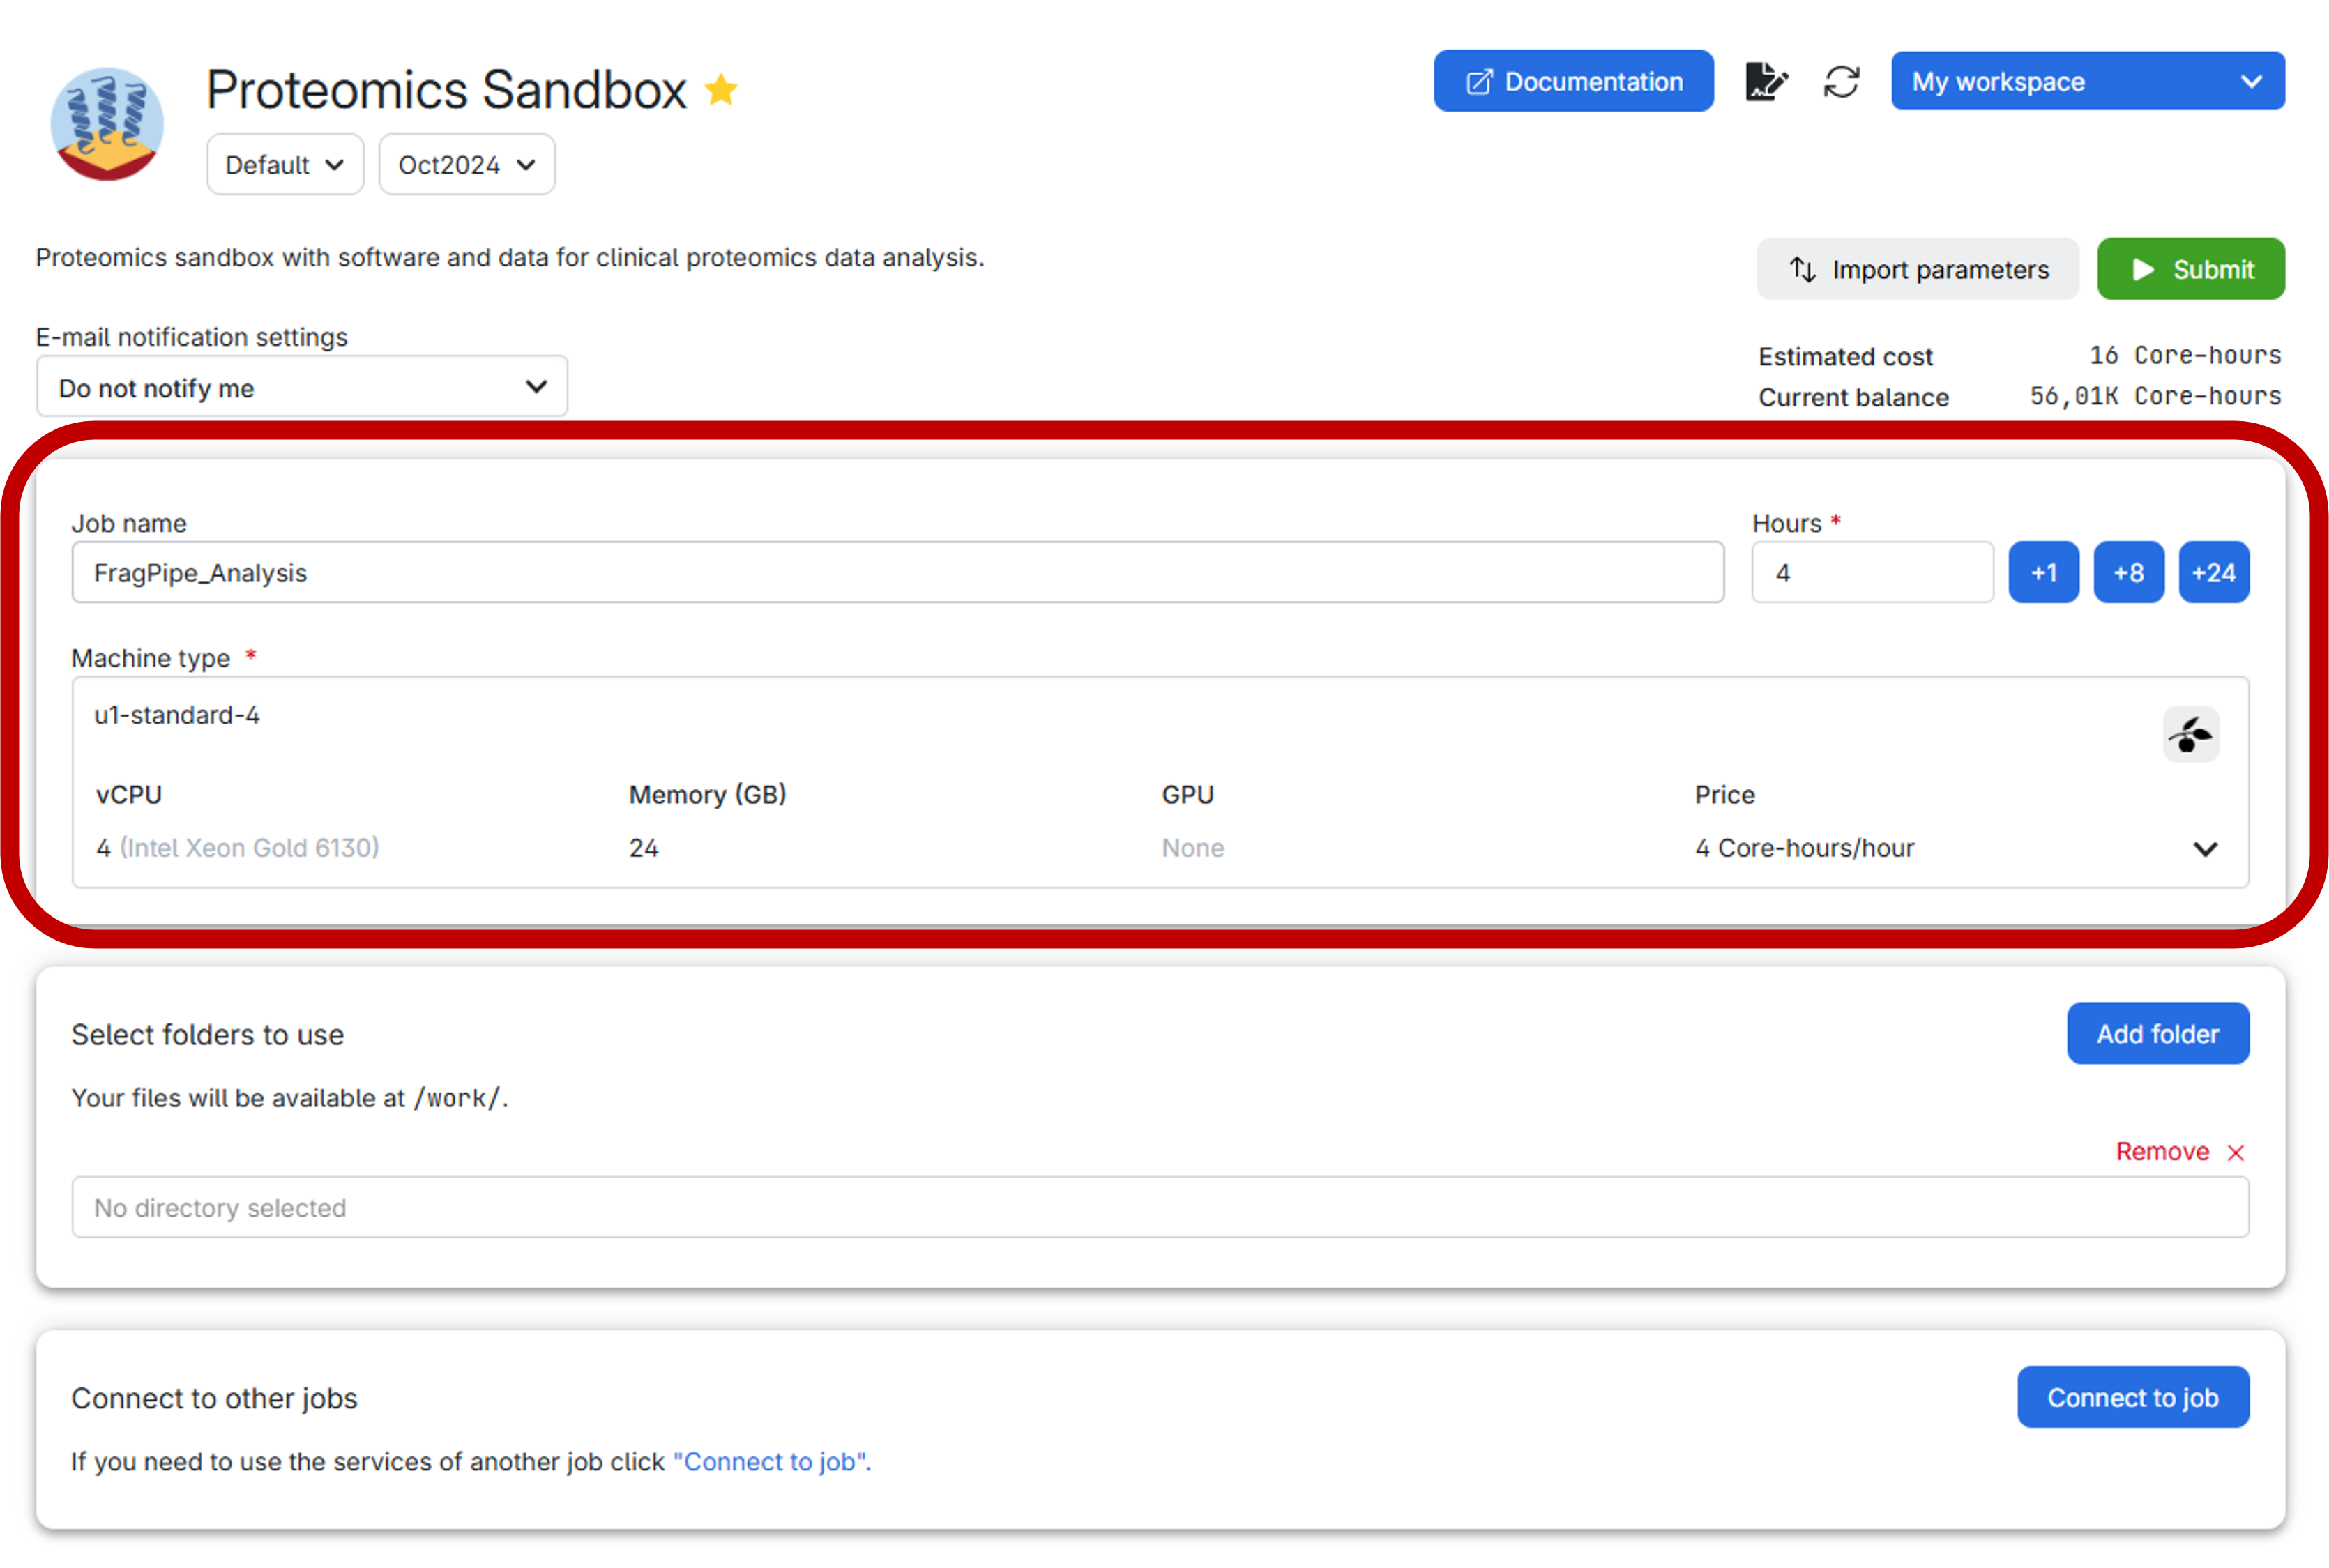 Proteomics Sandbox
Documentation
My workspace
Default
Oct2024
Proteomics sandbox with software and data for clinical proteomics data analysis.
Import parameters
Submit
E-mail notification settings
Do not notify me
Estimated cost 16 Core-hours
Current balance 56,01K Core-hours
Job name
Hours *
FragPipe_Analysis
4
+1
+8
+24
Machine type *
u1-standard-4
vCPU Memory (GB) GPU Price
4 (Intel Xeon Gold 6130) 24 None 4 Core-hours/hour
Select folders to use
Add folder
Your files will be available at /work/.
Remove
No directory selected
Connect to other jobs
Connect to job
If you need to use the services of another job click "Connect to job".